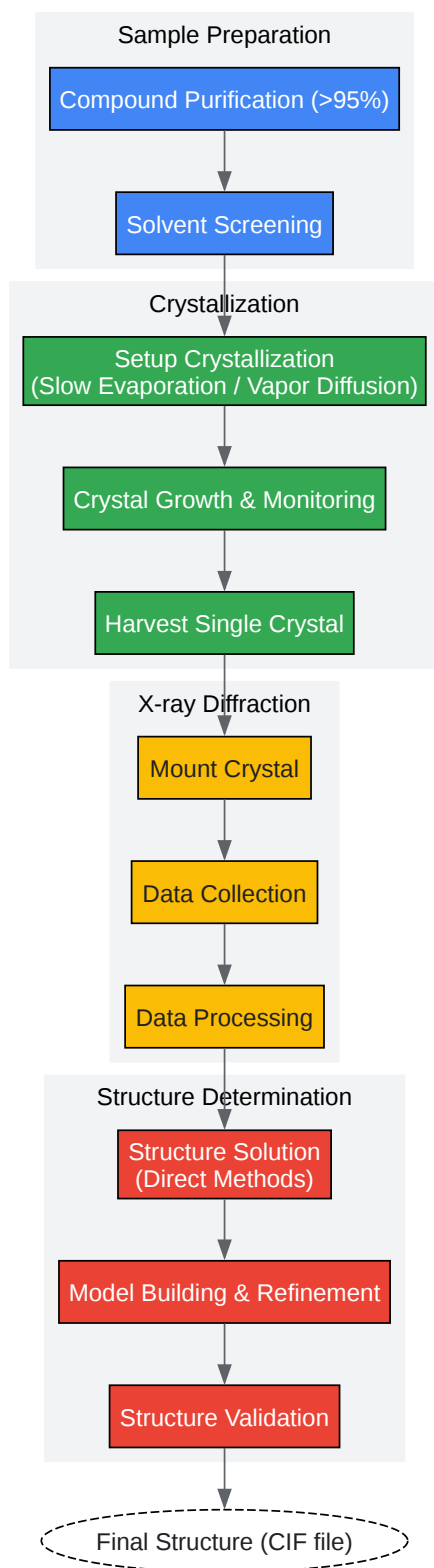 Sample Preparation
Compound Purification (>95%)
Solvent Screening
Crystallization
Setup Crystallization
(Slow Evaporation / Vapor Diffusion)
Crystal Growth & Monitoring
Harvest Single Crystal
X-ray Diffraction
Mount Crystal
Data Collection
Data Processing
Structure Determination
Structure Solution
(Direct Methods)
Model Building & Refinement
Structure Validation
Final Structure (CIF file)